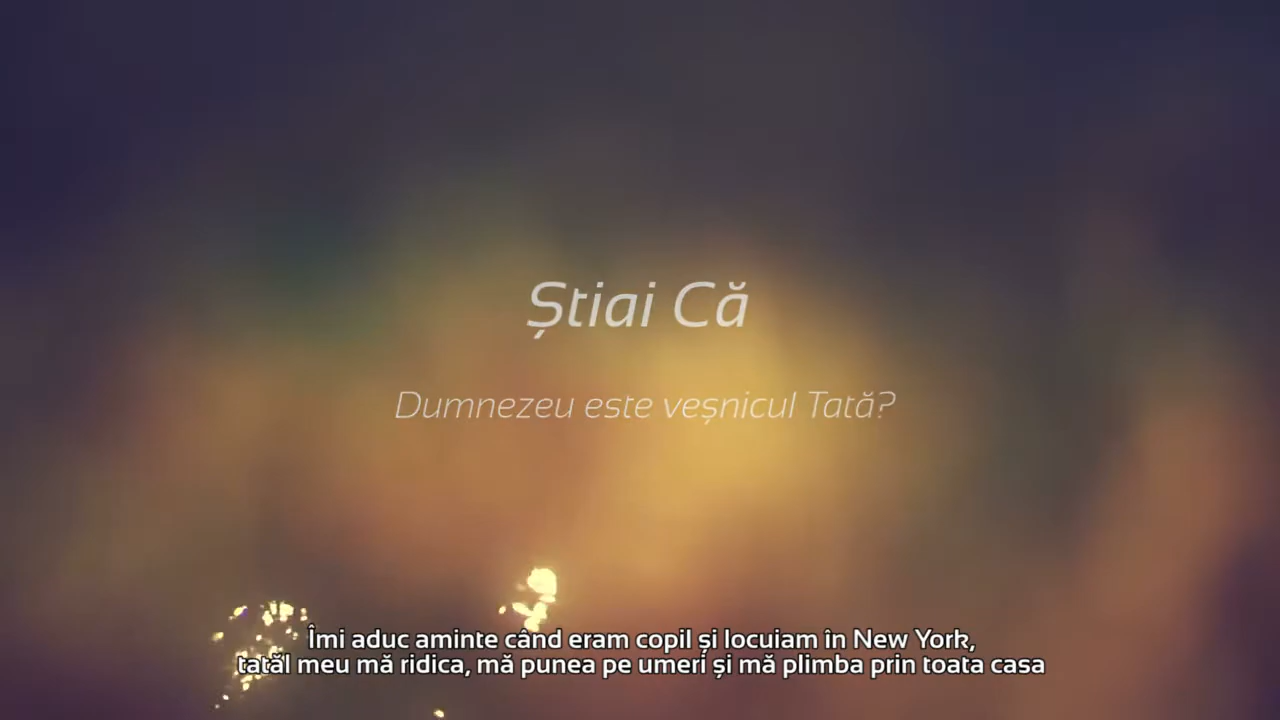 Știai Că
Dumnezeu este veșnicul Tată?
Îmi aduc aminte când eram copil și locuiam în New York,
tatăl meu mă ridica, mă punea pe umeri și mă plimba prin toata casa